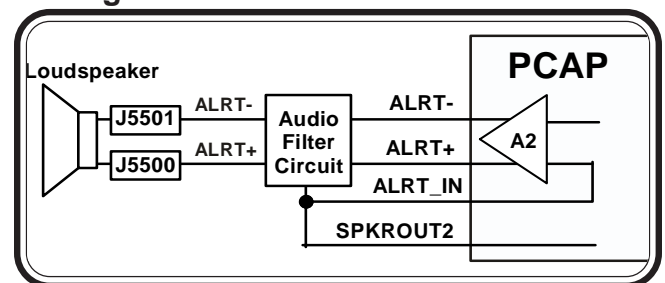 PCAP
Loudspeaker
J5501
ALRT-
Audio
Filter
Circuit
ALRT-
A2
J5500
ALRT+
ALRT+
ALRT_IN
SPKROUT2